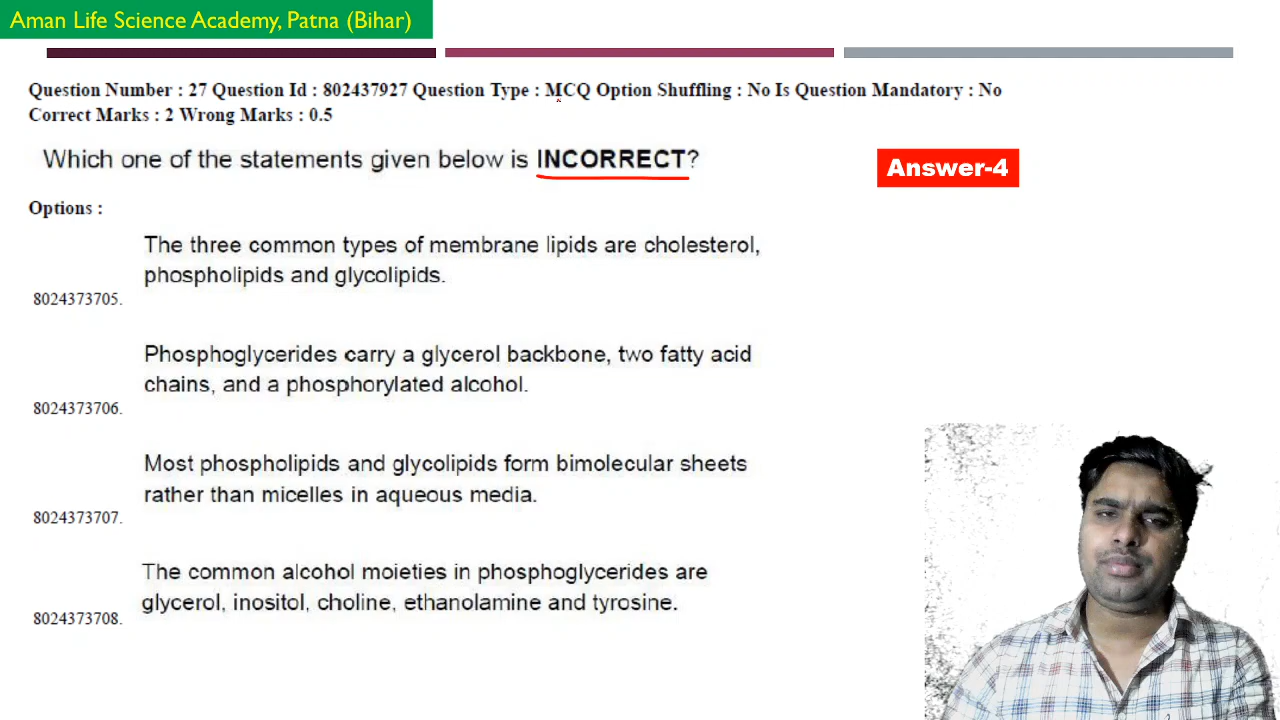 Aman Life Science Academy, Patna (Bihar)
Question Number : 27 Question Id : 802437927 Question Type : MCQ Option Shuffling : No Is Question Mandatory : No
Correct Marks : 2 Wrong Marks : 0.5
Which one of the statements given below is INCORRECT?
Answer-4
Options :
The three common types of membrane lipids are cholesterol,
phospholipids and glycolipids.
8024373705.
Phosphoglycerides carry a glycerol backbone, two fatty acid
chains, and a phosphorylated alcohol.
8024373706.
Most phospholipids and glycolipids form bimolecular sheets
rather than micelles in aqueous media.
8024373707.
The common alcohol moieties in phosphoglycerides are
glycerol, inositol, choline, ethanolamine and tyrosine.
8024373708.